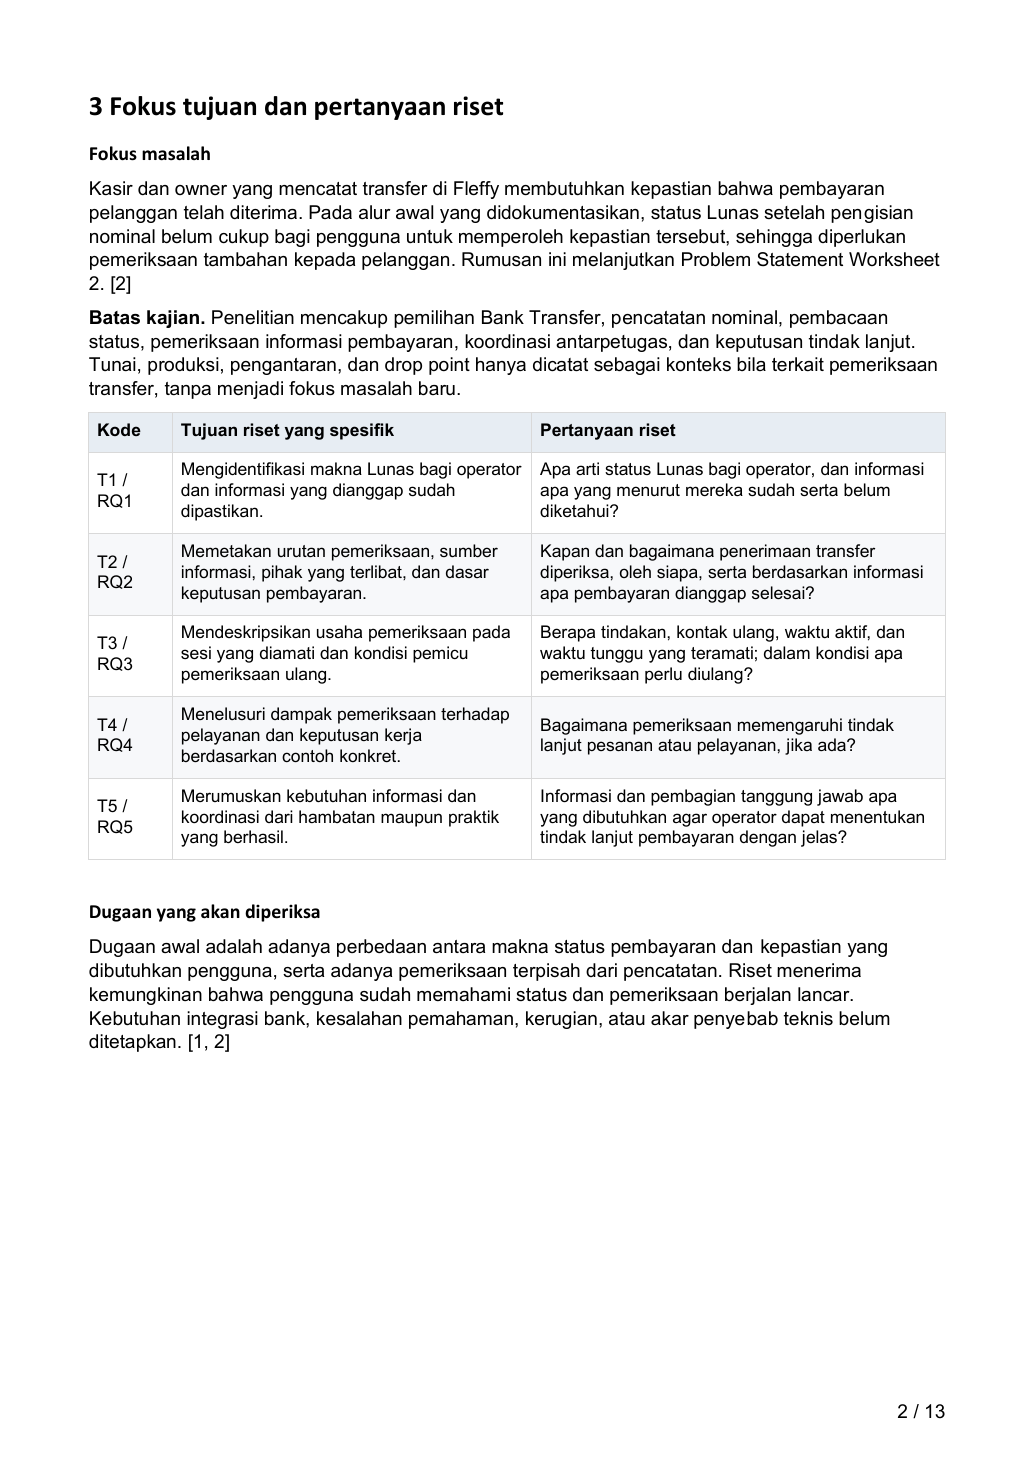 3 Fokus tujuan dan pertanyaan riset
Fokus masalah
Kasir dan owner yang mencatat transfer di Fleffy membutuhkan kepastian bahwa pembayaran
pelanggan telah diterima. Pada alur awal yang didokumentasikan, status Lunas setelah pengisian
nominal belum cukup bagi pengguna untuk memperoleh kepastian tersebut, sehingga diperlukan
pemeriksaan tambahan kepada pelanggan. Rumusan ini melanjutkan Problem Statement Worksheet
2. [2]
Batas kajian. Penelitian mencakup pemilihan Bank Transfer, pencatatan nominal, pembacaan
status, pemeriksaan informasi pembayaran, koordinasi antarpetugas, dan keputusan tindak lanjut.
Tunai, produksi, pengantaran, dan drop point hanya dicatat sebagai konteks bila terkait pemeriksaan
transfer, tanpa menjadi fokus masalah baru.
Kode
Tujuan riset yang spesifik
Pertanyaan riset
T1 /
RQ1
Mengidentifikasi makna Lunas bagi operator
dan informasi yang dianggap sudah
dipastikan.
Apa arti status Lunas bagi operator, dan informasi
apa yang menurut mereka sudah serta belum
diketahui?
T2 /
RQ2
Memetakan urutan pemeriksaan, sumber
informasi, pihak yang terlibat, dan dasar
keputusan pembayaran.
Kapan dan bagaimana penerimaan transfer
diperiksa, oleh siapa, serta berdasarkan informasi
apa pembayaran dianggap selesai?
T3 /
RQ3
Mendeskripsikan usaha pemeriksaan pada
sesi yang diamati dan kondisi pemicu
pemeriksaan ulang.
Berapa tindakan, kontak ulang, waktu aktif, dan
waktu tunggu yang teramati; dalam kondisi apa
pemeriksaan perlu diulang?
T4 /
RQ4
Menelusuri dampak pemeriksaan terhadap
pelayanan dan keputusan kerja
berdasarkan contoh konkret.
Bagaimana pemeriksaan memengaruhi tindak
lanjut pesanan atau pelayanan, jika ada?
T5 /
RQ5
Merumuskan kebutuhan informasi dan
koordinasi dari hambatan maupun praktik
yang berhasil.
Informasi dan pembagian tanggung jawab apa
yang dibutuhkan agar operator dapat menentukan
tindak lanjut pembayaran dengan jelas?
Dugaan yang akan diperiksa
Dugaan awal adalah adanya perbedaan antara makna status pembayaran dan kepastian yang
dibutuhkan pengguna, serta adanya pemeriksaan terpisah dari pencatatan. Riset menerima
kemungkinan bahwa pengguna sudah memahami status dan pemeriksaan berjalan lancar.
Kebutuhan integrasi bank, kesalahan pemahaman, kerugian, atau akar penyebab teknis belum
ditetapkan. [1, 2]
2 / 13